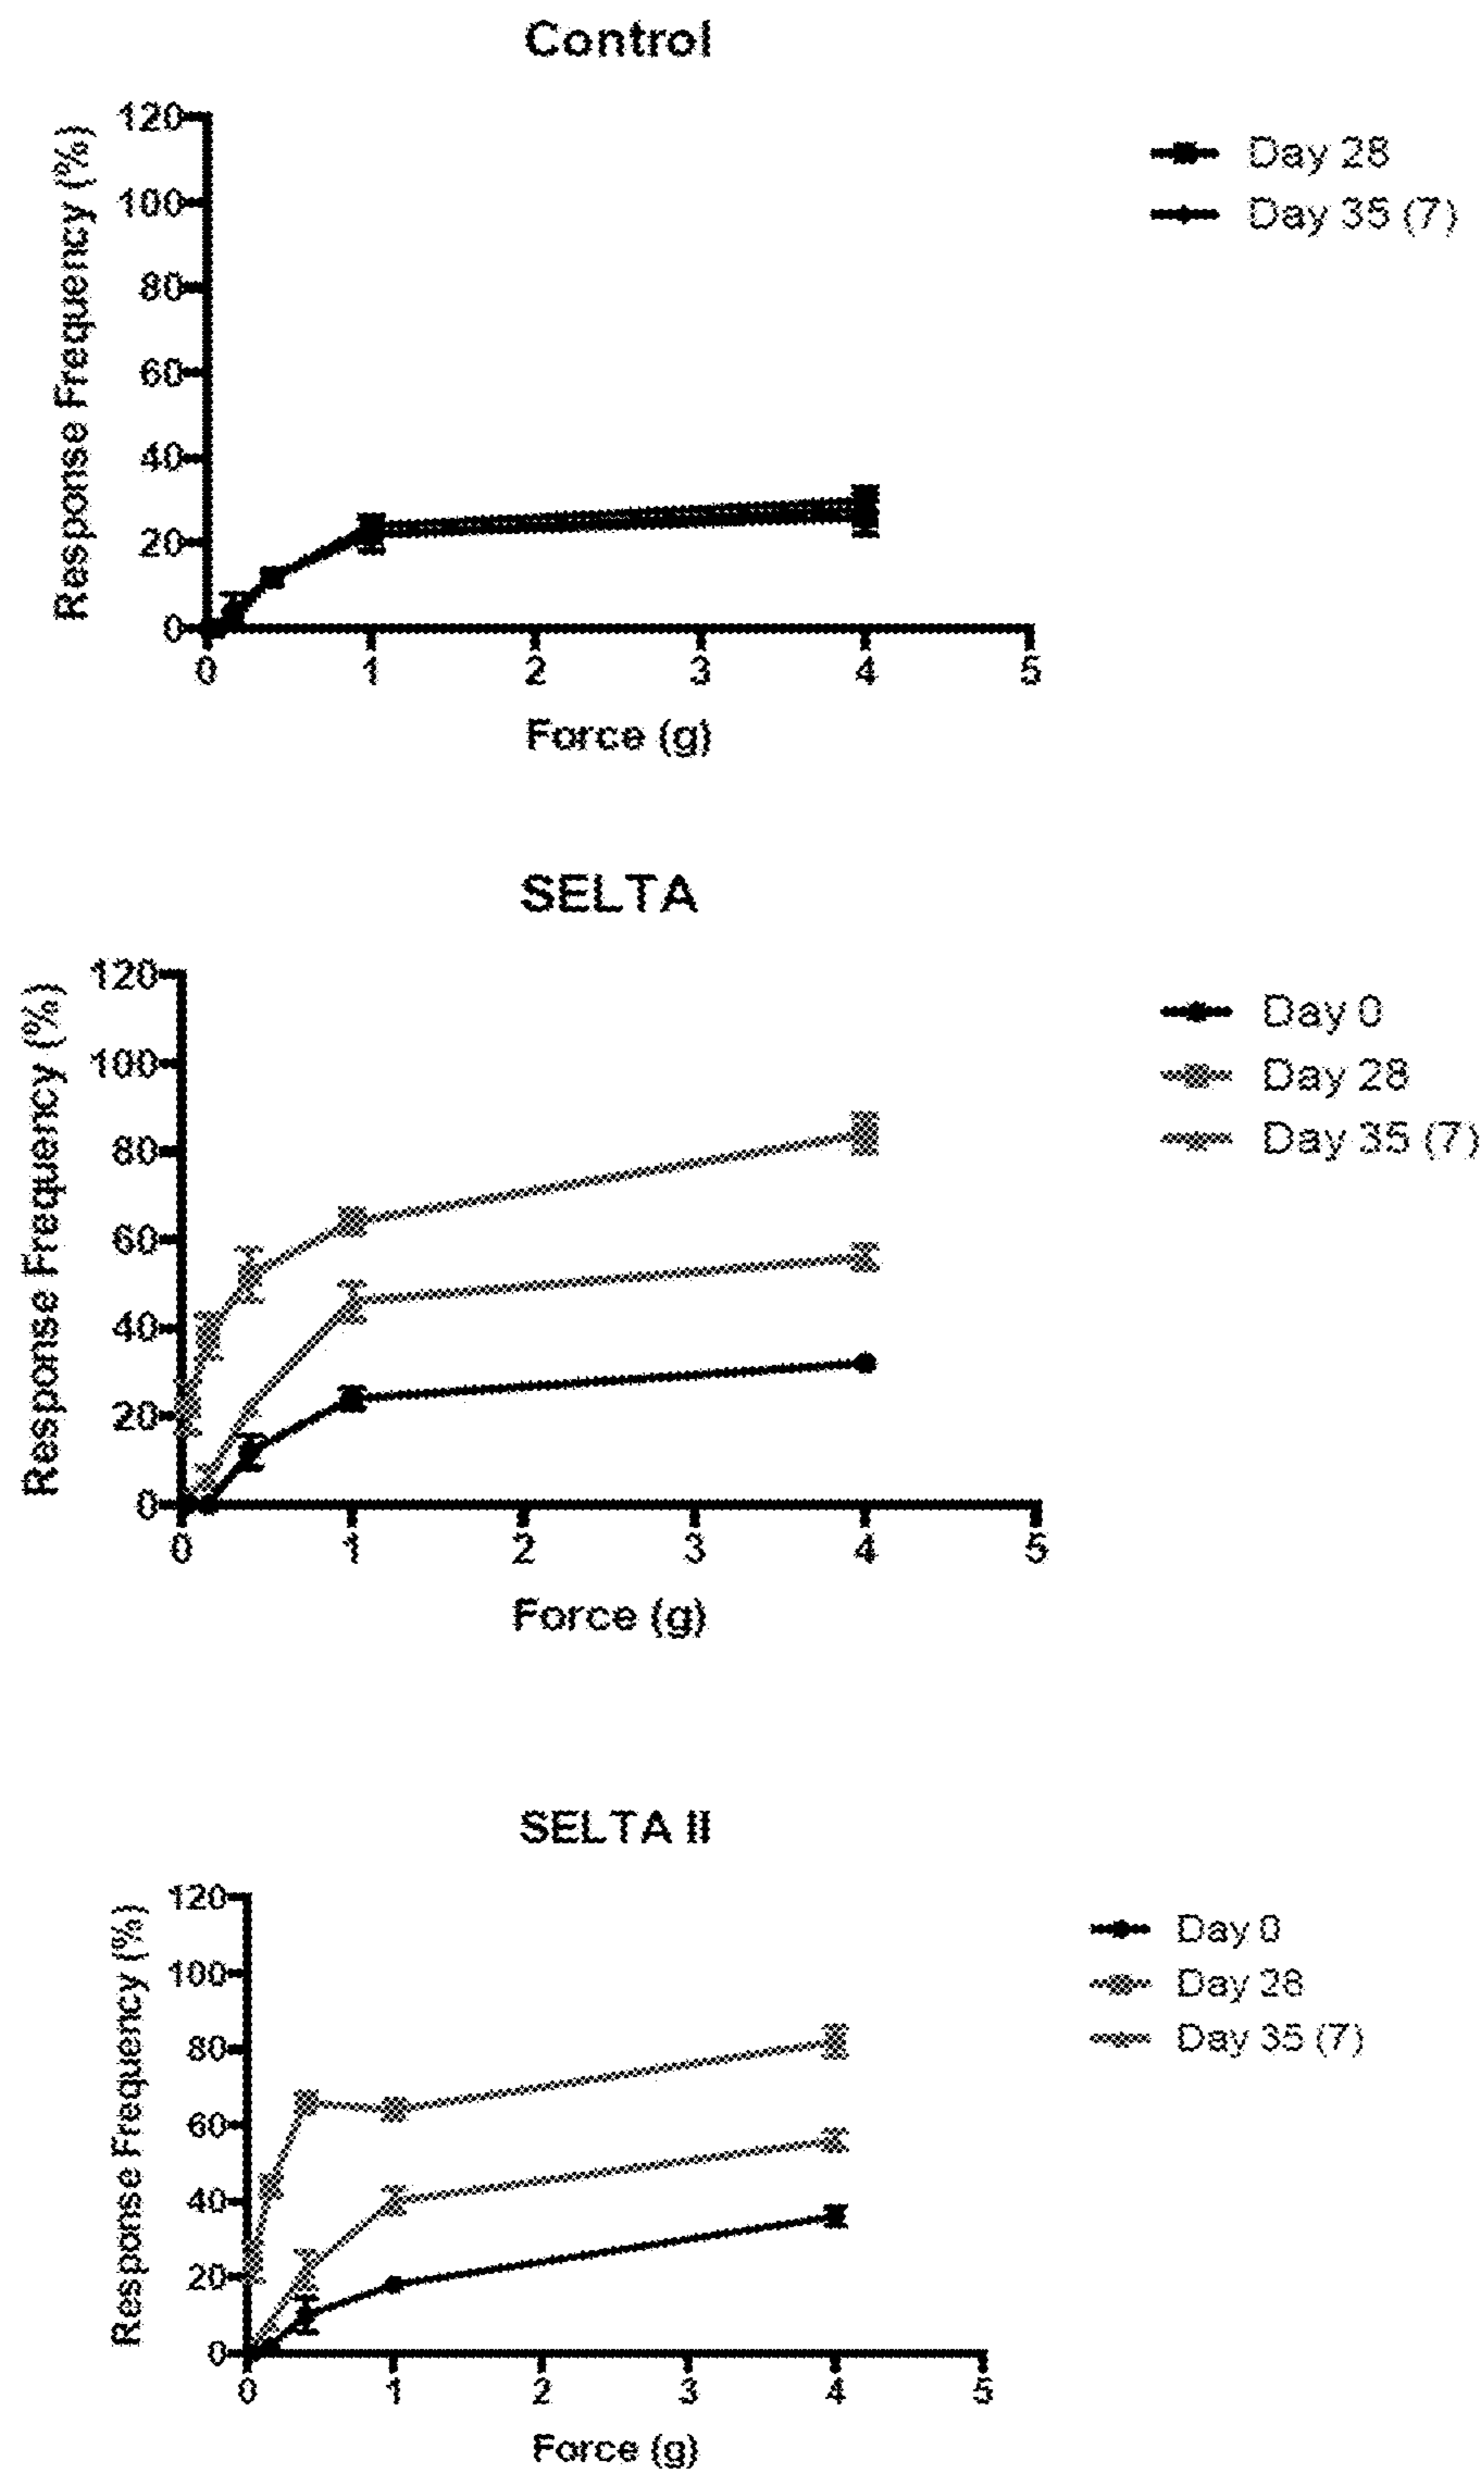 Control
Response Frequency (%)
120
100
80
60
40
20
0
0 1 2 3 4 5
Force (g)
Day 28
Day 35 (7)
SELTA
Response Frequency (%)
120
100
80
60
40
20
0
0 1 2 3 4 5
Force (g)
Day 0
Day 28
Day 35 (7)
SELTA II
Response Frequency (%)
120
100
80
60
40
20
0
0 1 2 3 4 5
Force (g)
Day 0
Day 28
Day 35 (7)